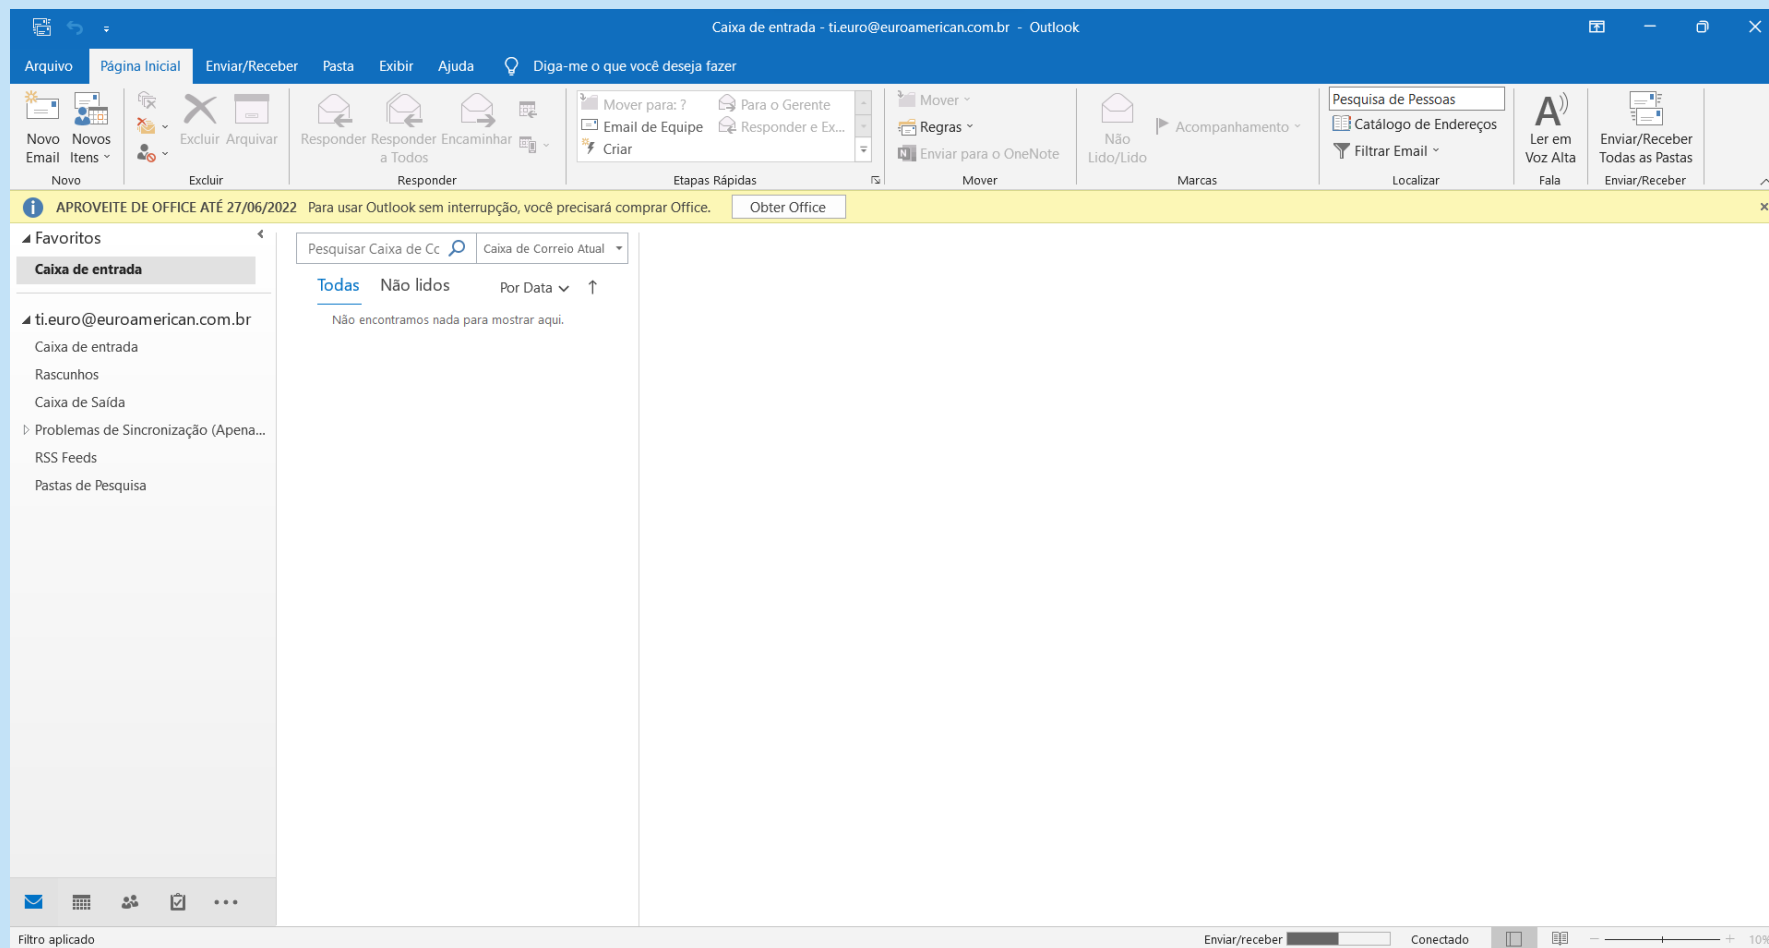 Caixa de entrada - ti.euro@euroamerican.com.br - Outlook
Arquivo Página Inicial Enviar/Receber Pasta Exibir Ajuda Diga-me o que você deseja fazer
Novo Email
Novos Itens
Novo
Excluir Arquivar
Excluir
Responder
Responder a Todos
Encaminhar
Responder
Mover para: ? Para o Gerente
Email de Equipe Responder e Ex...
Criar
Etapas Rápidas
Mover
Regras
Enviar para o OneNote
Mover
Não Lido/Lido
Acompanhamento
Marcas
Pesquisa de Pessoas
Catálogo de Endereços
Filtrar Email
Localizar
A
Ler em Voz Alta
Fala
Enviar/Receber Todas as Pastas
Enviar/Receber
APROVEITE DE OFFICE ATÉ 27/06/2022 Para usar Outlook sem interrupção, você precisará comprar Office. Obter Office
Favoritos
Caixa de entrada
ti.euro@euroamerican.com.br
Caixa de entrada
Rascunhos
Caixa de Saída
Problemas de Sincronização (Apena...
RSS Feeds
Pastas de Pesquisa
Pesquisar Caixa de Cc Caixa de Correio Atual
Todas Não lidos Por Data
Não encontramos nada para mostrar aqui.
Filtro aplicado
Enviar/receber Conectado 10%